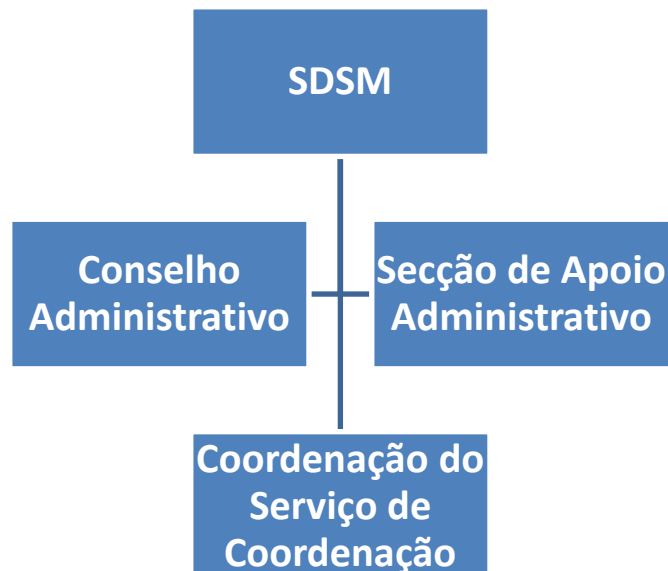 SDSM
Conselho
Administrativo
Secção de Apoio
Administrativo
Coordenação do
Serviço de
Coordenação